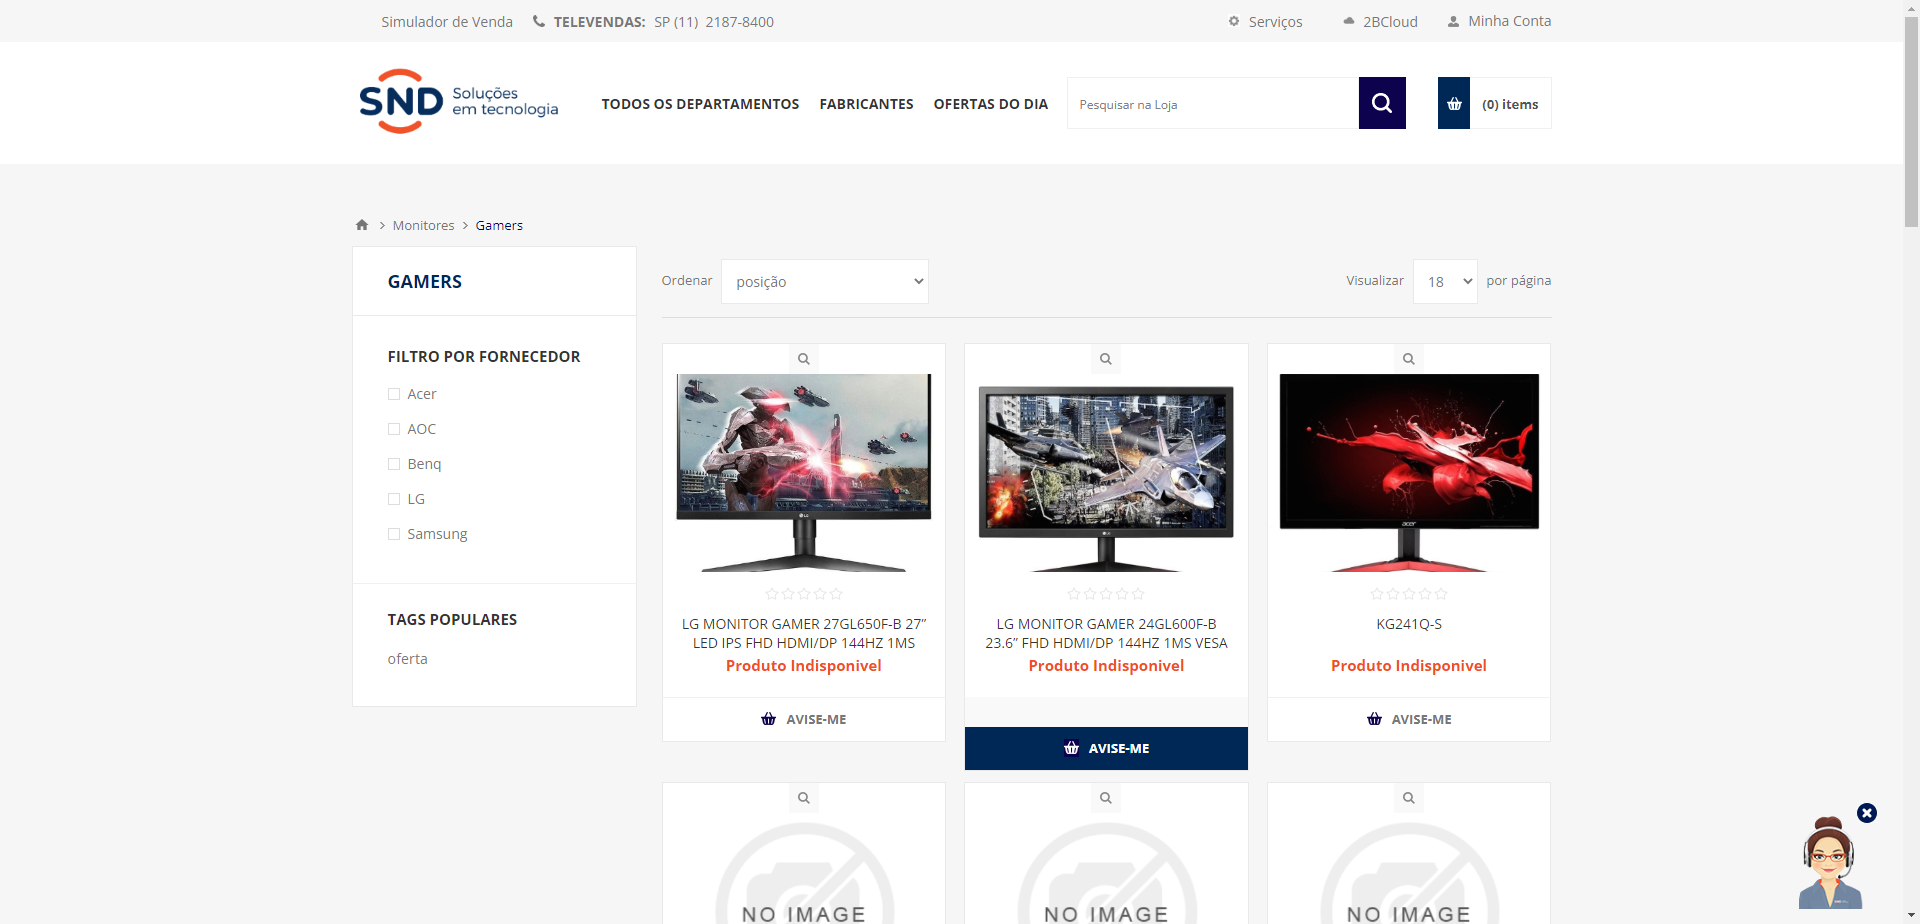 Simulador de Venda TELEVENDAS: SP (11) 2187-8400 Serviços 2BCloud Minha Conta
SND Soluções
em tecnologia
TODOS OS DEPARTAMENTOS FABRICANTES OFERTAS DO DIA Pesquisar na Loja (0) items
Monitores Gamers
GAMERS
FILTRO POR FORNECEDOR
Acer
AOC
Benq
LG
Samsung
TAGS POPULARES
oferta
Ordenar posição Visualizar 18 por página
LG MONITOR GAMER 27GL650F-B 27”
LED IPS FHD HDMI/DP 144HZ 1MS
Produto Indisponivel
AVISE-ME
LG MONITOR GAMER 24GL600F-B
23.6” FHD HDMI/DP 144HZ 1MS VESA
Produto Indisponivel
AVISE-ME
acer
KG241Q-S
Produto Indisponivel
AVISE-ME
NO IMAGE
NO IMAGE
NO IMAGE